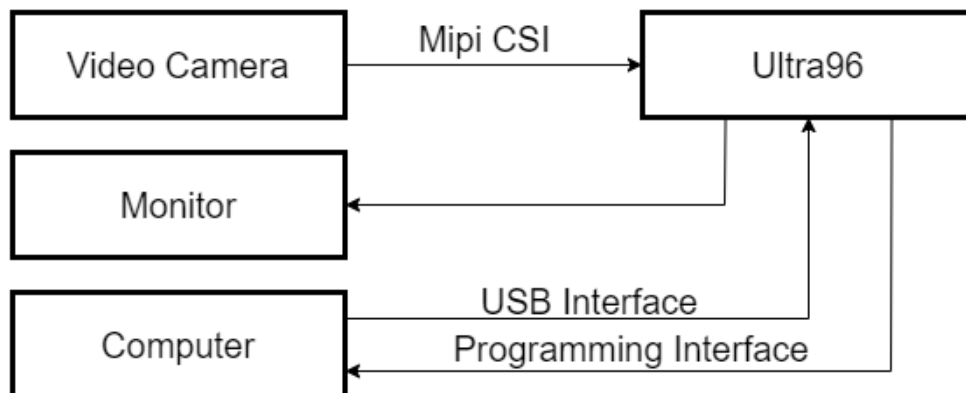 Video Camera
Mipi CSI
Ultra96
Monitor
USB Interface
Computer
Programming Interface